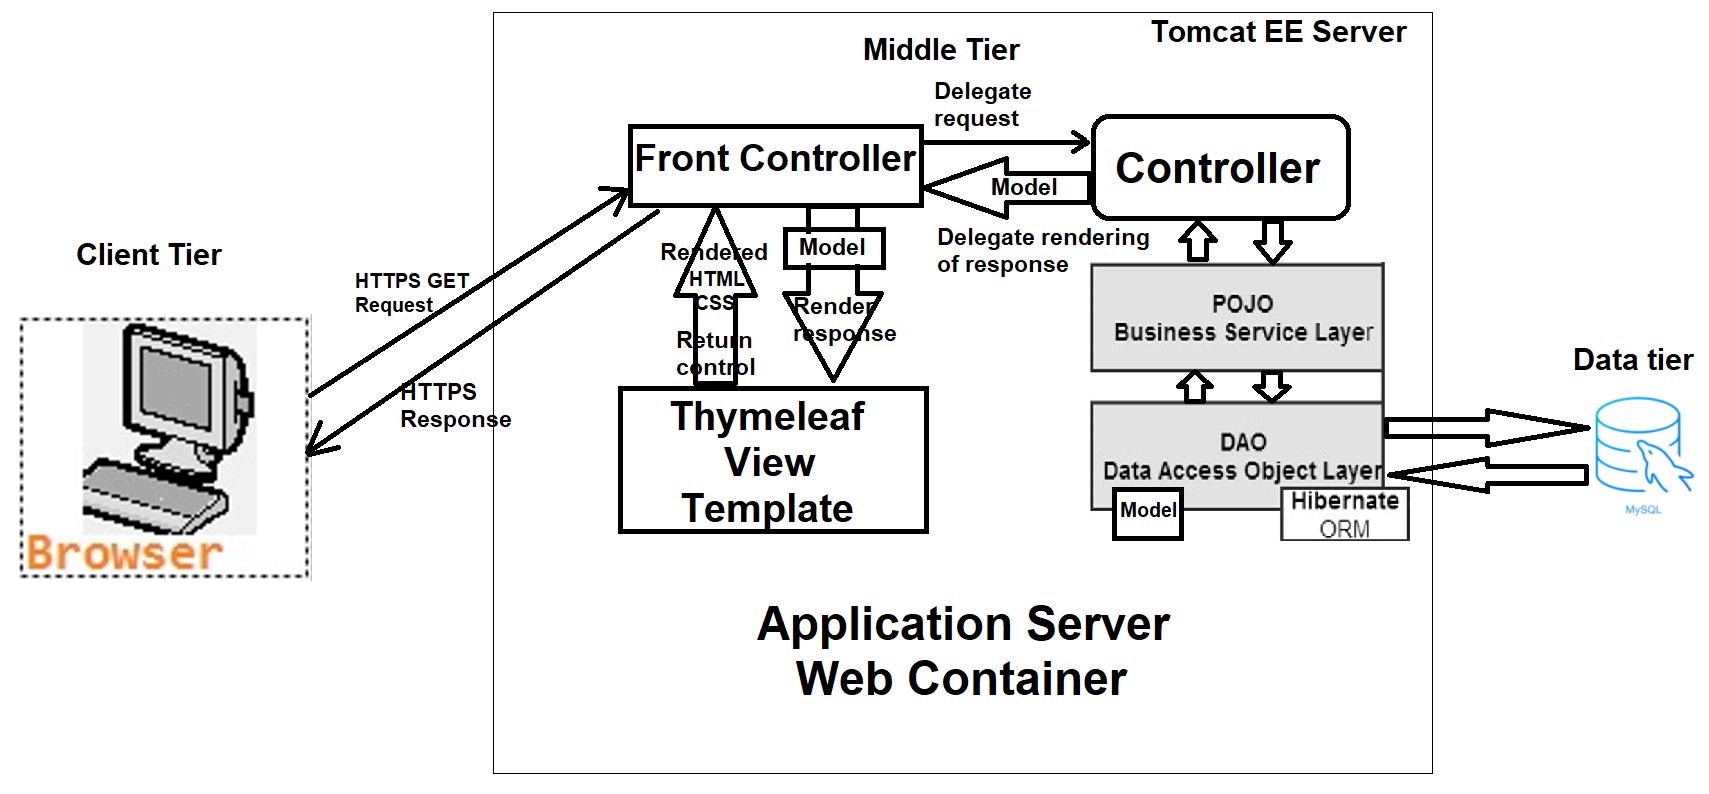 Tomcat EE Server
Middle Tier
Delegate
request
Front Controller
Controller
Model
Delegate rendering
of response
Client Tier
HTTPS GET
Request
HTTPS
Response
Browser
Rendered
HTML
CSS
Return
control
Model
Render
response
Thymeleaf
View
Template
POJO
Business Service Layer
DAO
Data Access Object Layer
Model
Hibernate
ORM
Data tier
MySQL
Application Server
Web Container